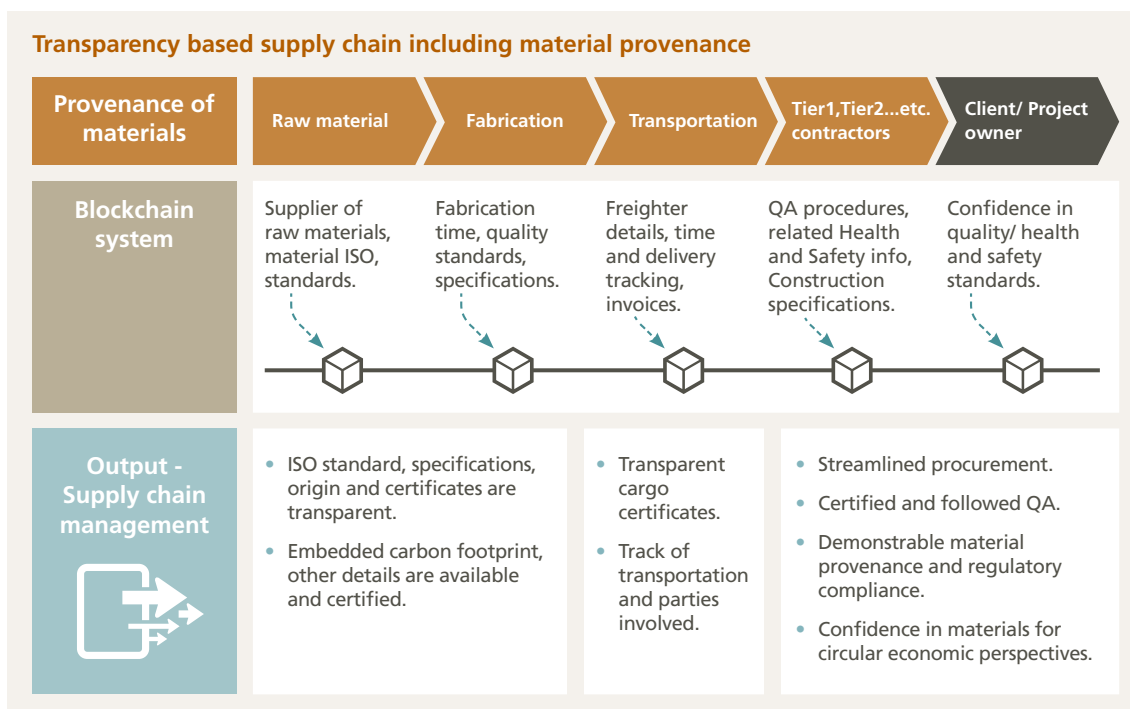 Transparency based supply chain including material provenance
Provenance of
materials
Raw material
Fabrication
Transportation
Tier1,Tier2...etc.
contractors
Client/ Project
owner
Blockchain
system
Supplier of
raw materials,
material ISO,
standards.
Fabrication
time, quality
standards,
specifications.
Freighter
details, time
and delivery
tracking,
invoices.
QA procedures,
related Health
and Safety info,
Construction
specifications.
Confidence in
quality/ health
and safety
standards.
Output -
Supply chain
management
• ISO standard, specifications,
origin and certificates are
transparent.
• Embedded carbon footprint,
other details are available
and certified.
• Transparent
cargo
certificates.
• Track of
transportation
and parties
involved.
• Streamlined procurement.
• Certified and followed QA.
• Demonstrable material
provenance and regulatory
compliance.
• Confidence in materials for
circular economic perspectives.